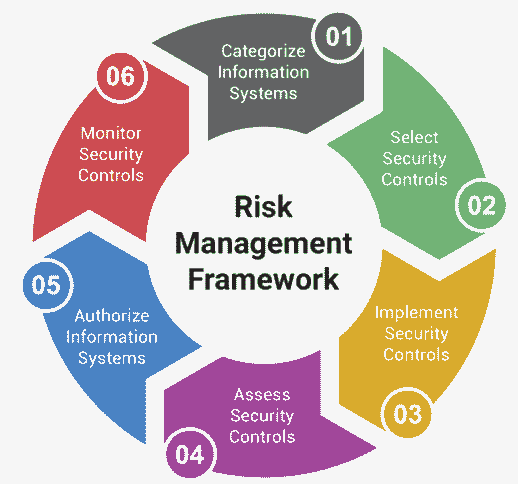 Risk
Management
Framework
01
Categorize
Information
Systems
02
Select
Security
Controls
03
Implement
Security
Controls
04
Assess
Security
Controls
05
Authorize
Information
Systems
06
Monitor
Security
Controls